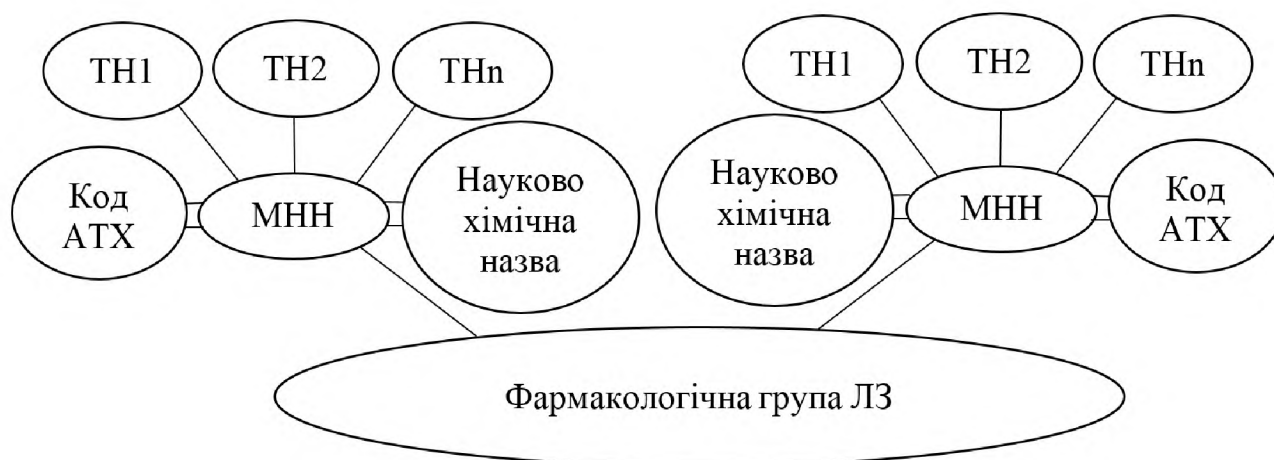 ТН1
ТН2
ТНn
ТН1
ТН2
ТНn
Код
АТХ
МНН
Науково
хімічна
назва
Науково
хімічна
назва
МНН
Код
АТХ
Фармакологічна група ЛЗ